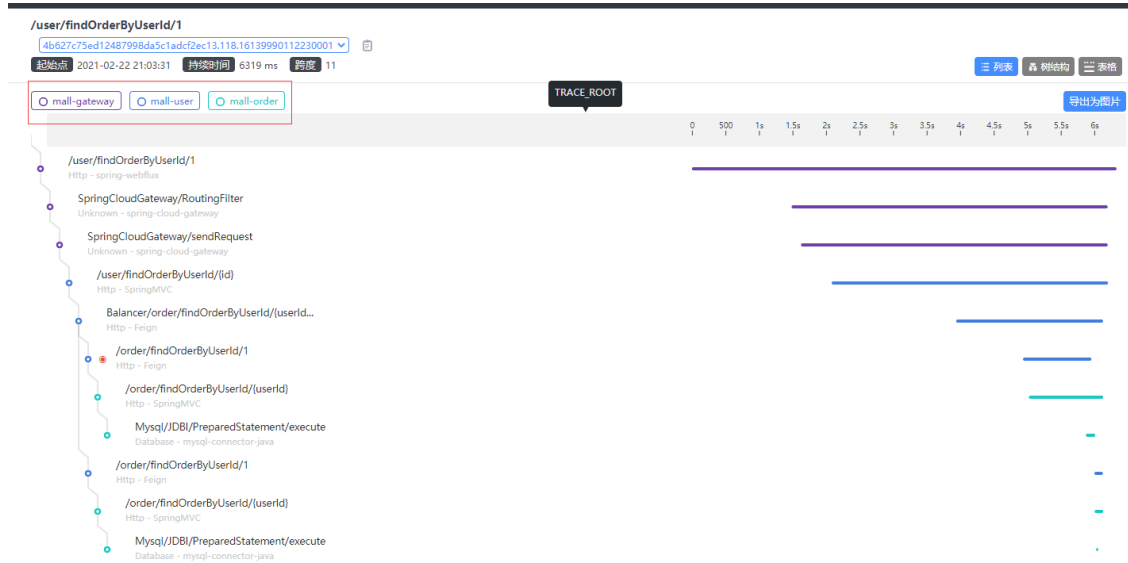 /user/findOrderByUserId/1
4b627c75ed12487998da5c1adcf2ec13.118.16139990112230001
起始点 2021-02-22 21:03:31 持续时间 6319 ms 跨度 11
列表 树结构 表格
mall-gateway mall-user mall-order
TRACE_ROOT
导出为图片
0 500 1s 1.5s 2s 2.5s 3s 3.5s 4s 4.5s 5s 5.5s 6s
/user/findOrderByUserId/1
Http - spring-webflux
SpringCloudGateway/RoutingFilter
Unknown - spring-cloud-gateway
SpringCloudGateway/sendRequest
Unknown - spring-cloud-gateway
/user/findOrderByUserId/{id}
Http - SpringMVC
Balancer/order/findOrderByUserId/{userId...
Http - Feign
/order/findOrderByUserId/1
Http - Feign
/order/findOrderByUserId/{userId}
Http - SpringMVC
Mysql/JDBI/PreparedStatement/execute
Database - mysql-connector-java
/order/findOrderByUserId/1
Http - Feign
/order/findOrderByUserId/{userId}
Http - SpringMVC
Mysql/JDBI/PreparedStatement/execute
Database - mysql-connector-java